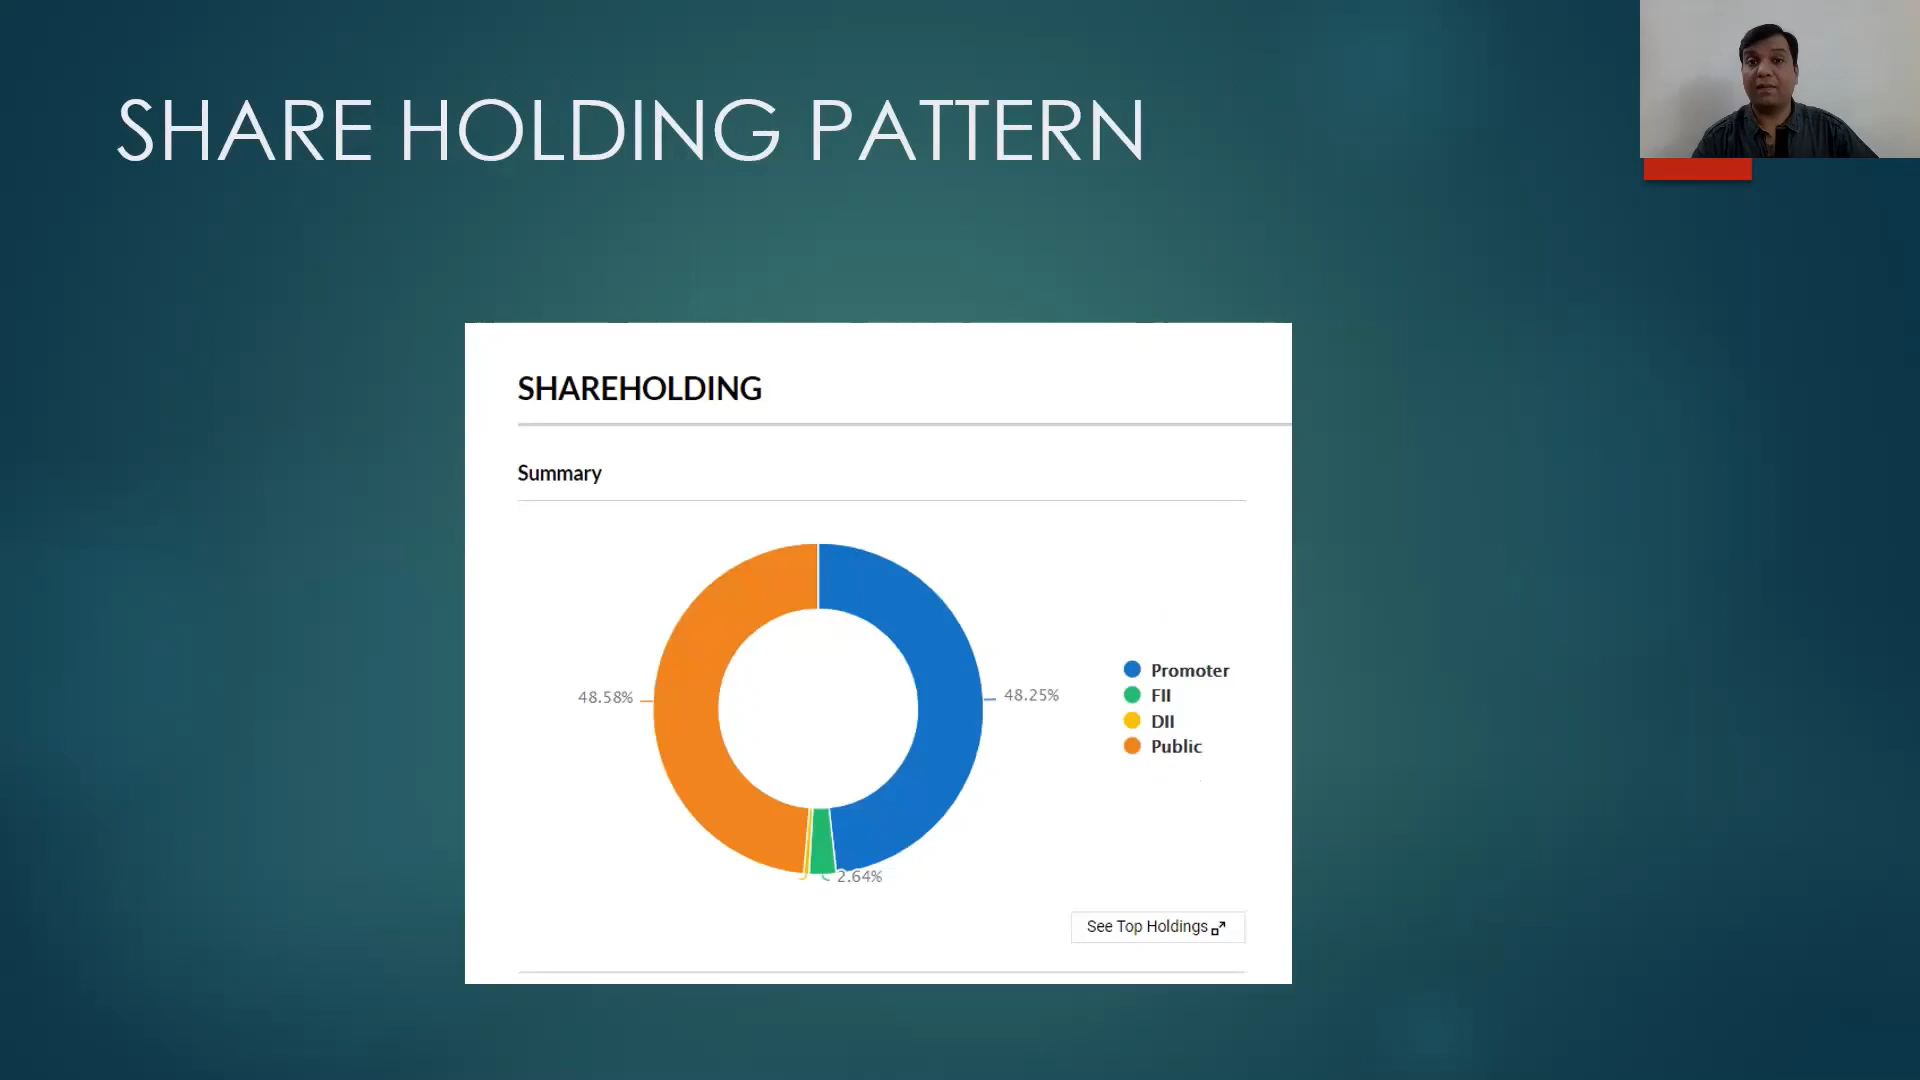 SHARE HOLDING PATTERN
SHAREHOLDING
Summary
48.58%
48.25%
Promoter
FII
DII
Public
2.64%
See Top Holdings